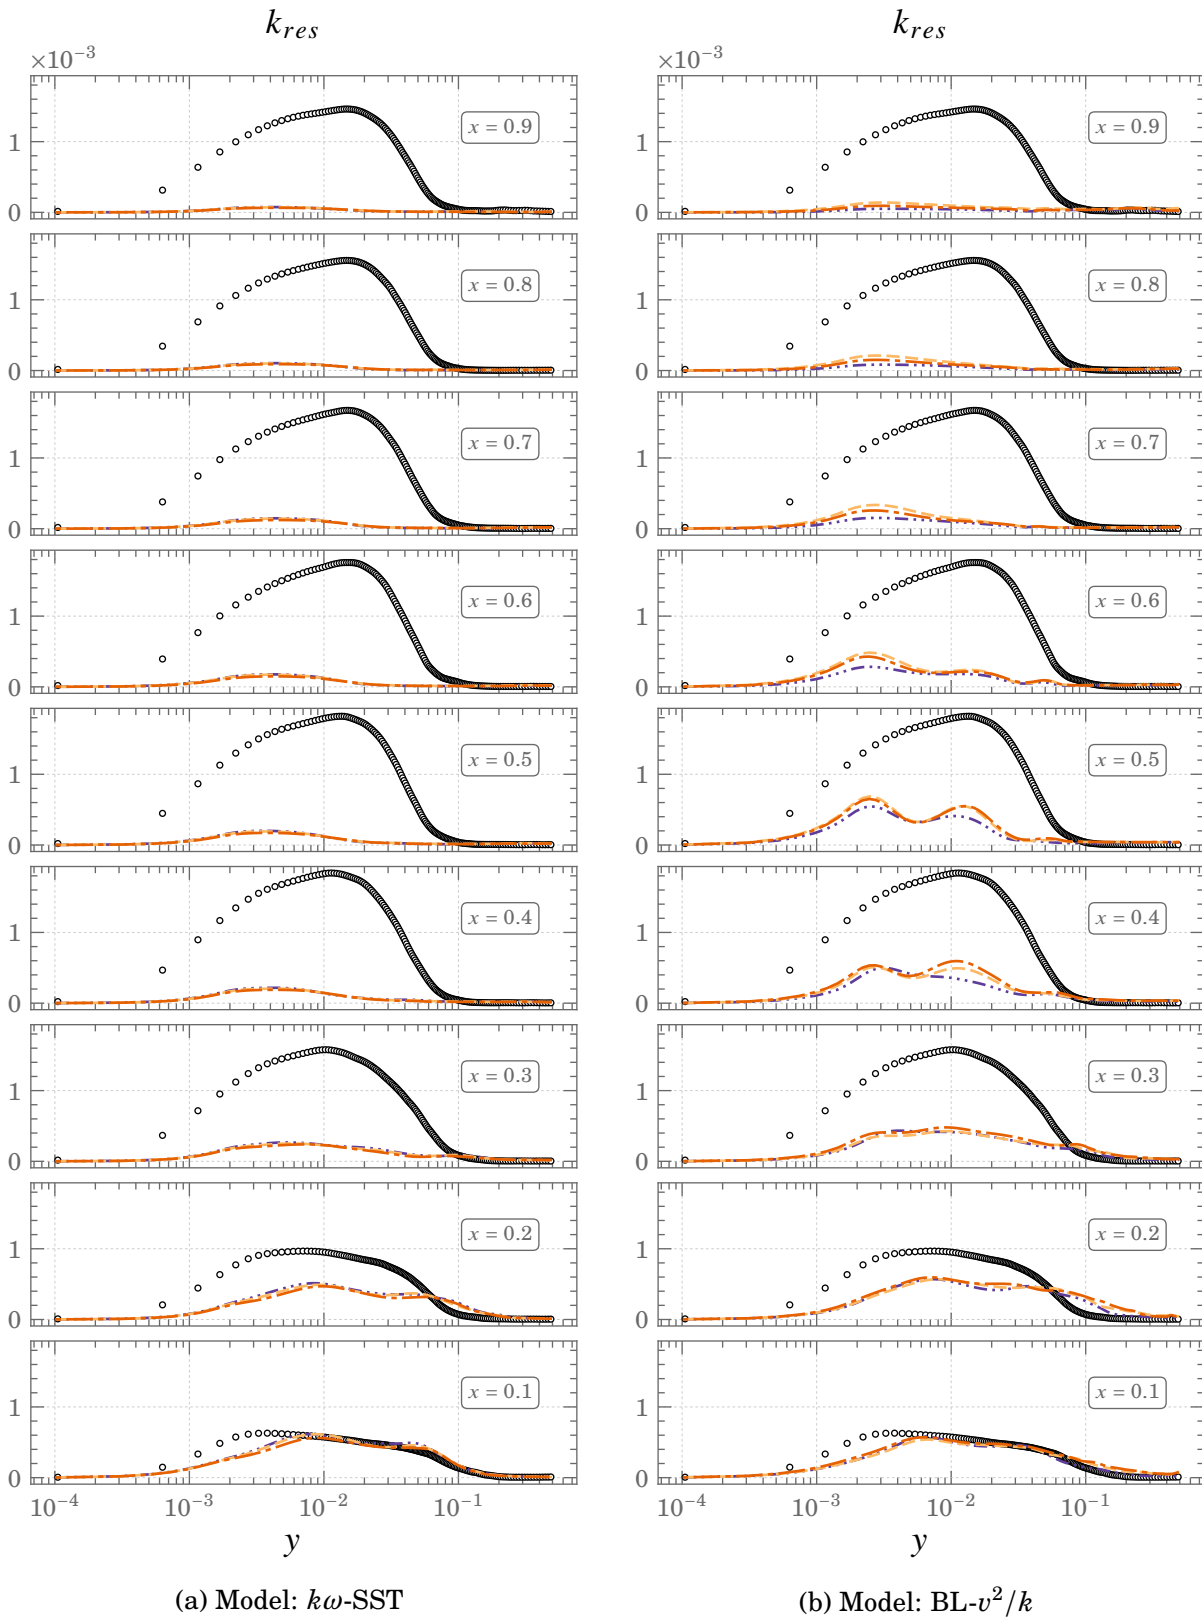 k_res
k_res
×10⁻³
×10⁻³
x = 0.9
x = 0.9
1
1
0
0
x = 0.8
x = 0.8
1
1
0
0
x = 0.7
x = 0.7
1
1
0
0
x = 0.6
x = 0.6
1
1
0
0
x = 0.5
x = 0.5
1
1
0
0
x = 0.4
x = 0.4
1
1
0
0
x = 0.3
x = 0.3
1
1
0
0
x = 0.2
x = 0.2
1
1
0
0
x = 0.1
x = 0.1
1
1
0
0
10⁻⁴ 10⁻³ 10⁻² 10⁻¹
10⁻⁴ 10⁻³ 10⁻² 10⁻¹
y
y
(a) Model: kω-SST
(b) Model: BL-v²/k